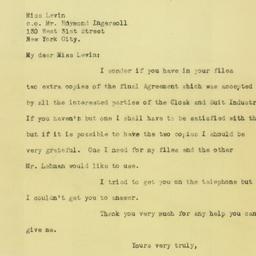 Miss Levin
c.o. Mr. Raymond Ingersoll
130 West 31st Street
New York City.
My dear Miss Levin:
I wonder if you have in your files
two extra copies of the final Agreement which was accepted
by all the interested parties of the Cloak and Suit Industr
If you haven't but one I shall have to be satisfied with th
but if it is possible to have the two copies I should be
very grateful. One I need for my files and the other
Mr. Lehman would like to use.
I tried to get you on the telephone but
I couldn't get you to answer.
Thank you very much for any help you can
give me.
Yours very truly,